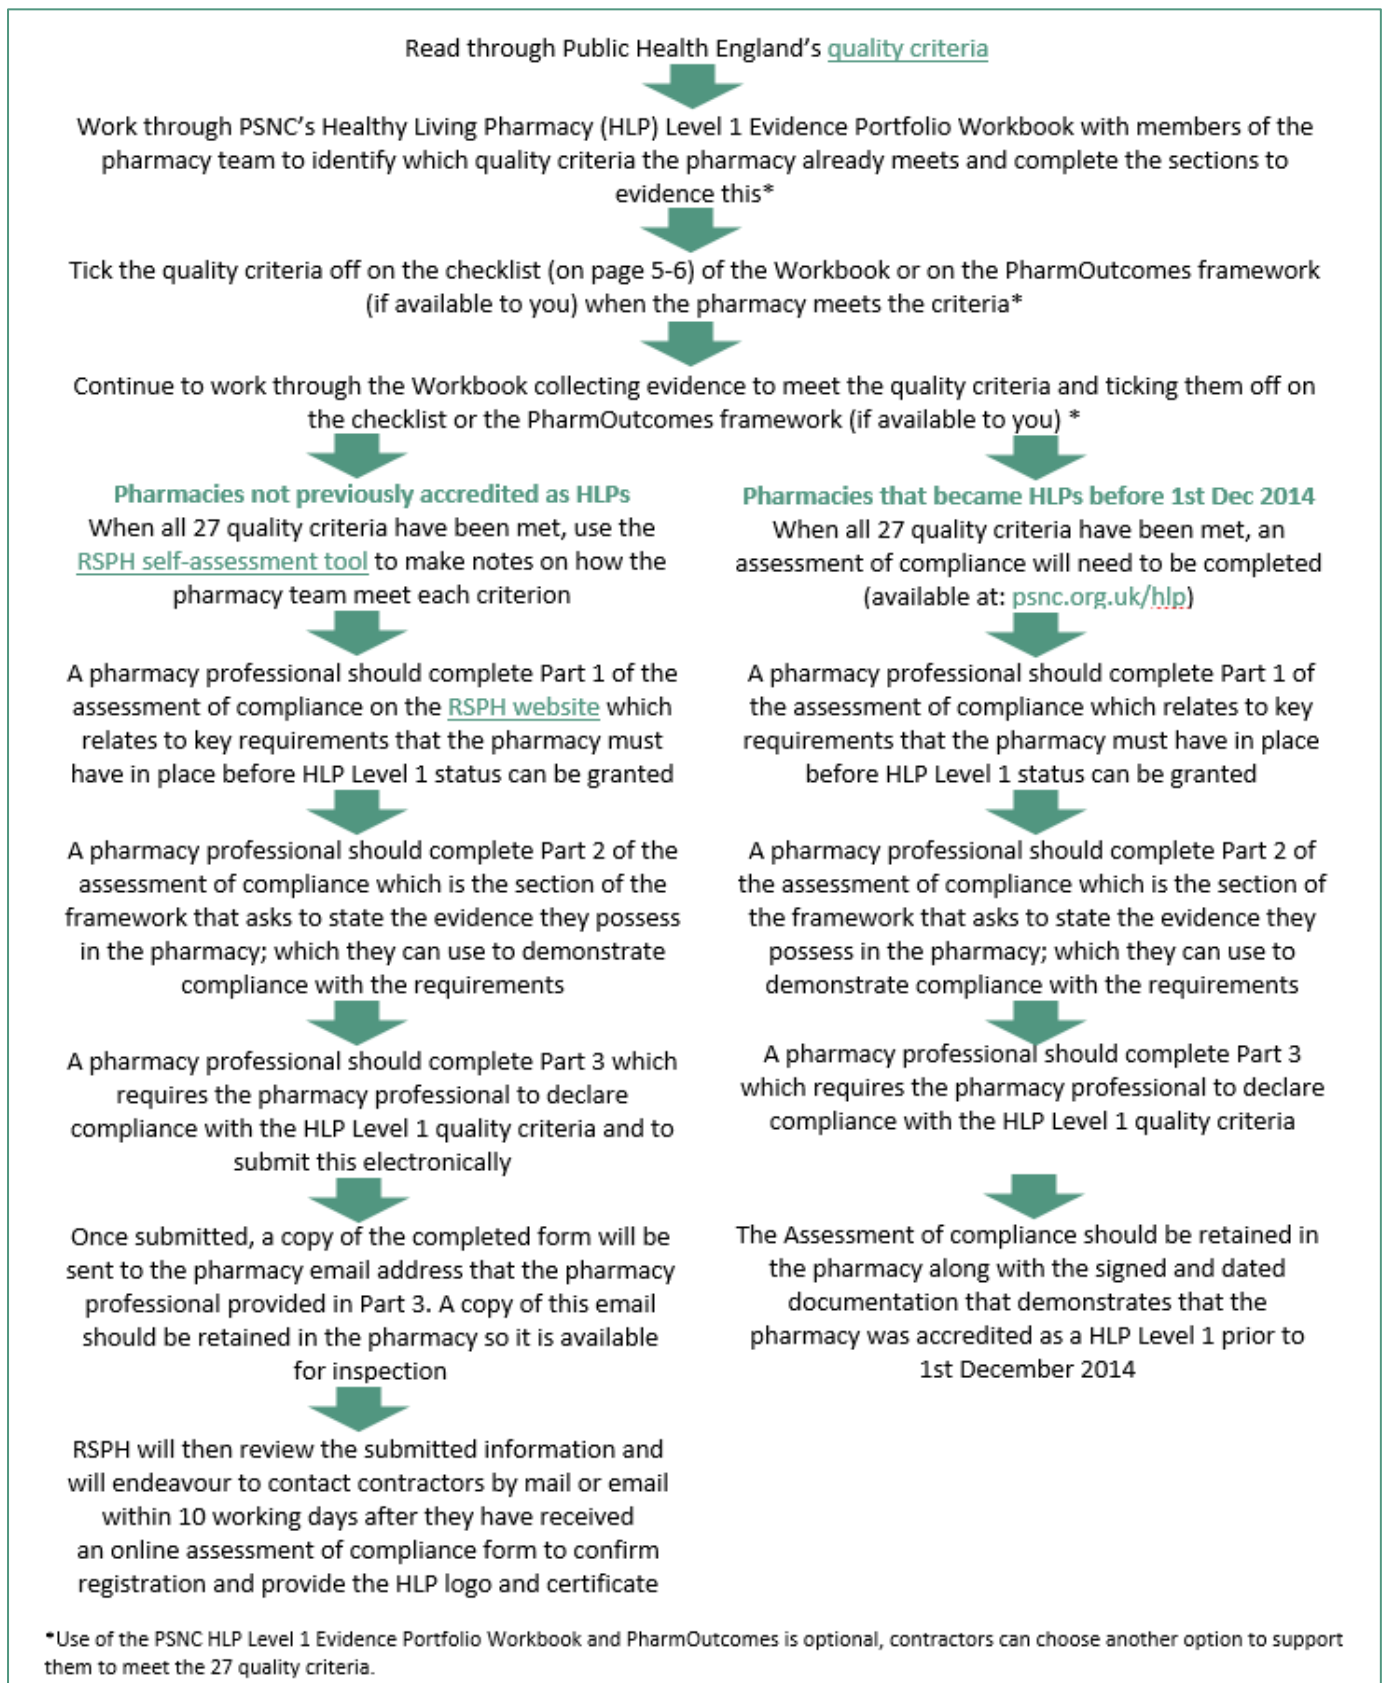 Read through Public Health England's quality criteria
Work through PSNC's Healthy Living Pharmacy (HLP) Level 1 Evidence Portfolio Workbook with members of the
pharmacy team to identify which quality criteria the pharmacy already meets and complete the sections to
evidence this*
Tick the quality criteria off on the checklist (on page 5-6) of the Workbook or on the PharmOutcomes framework
(if available to you) when the pharmacy meets the criteria*
Continue to work through the Workbook collecting evidence to meet the quality criteria and ticking them off on
the checklist or the PharmOutcomes framework (if available to you) *
Pharmacies not previously accredited as HLPs
When all 27 quality criteria have been met, use the
RSPH self-assessment tool to make notes on how the
pharmacy team meet each criterion
A pharmacy professional should complete Part 1 of the
assessment of compliance on the RSPH website which
relates to key requirements that the pharmacy must
have in place before HLP Level 1 status can be granted
A pharmacy professional should complete Part 2 of the
assessment of compliance which is the section of the
framework that asks to state the evidence they possess
in the pharmacy; which they can use to demonstrate
compliance with the requirements
A pharmacy professional should complete Part 3 which
requires the pharmacy professional to declare
compliance with the HLP Level 1 quality criteria and to
submit this electronically
Once submitted, a copy of the completed form will be
sent to the pharmacy email address that the pharmacy
professional provided in Part 3. A copy of this email
should be retained in the pharmacy so it is available
for inspection
RSPH will then review the submitted information and
will endeavour to contact contractors by mail or email
within 10 working days after they have received
an online assessment of compliance form to confirm
registration and provide the HLP logo and certificate
Pharmacies that became HLPs before 1st Dec 2014
When all 27 quality criteria have been met, an
assessment of compliance will need to be completed
(available at: psnc.org.uk/hlp)
A pharmacy professional should complete Part 1 of
the assessment of compliance which relates to key
requirements that the pharmacy must have in place
before HLP Level 1 status can be granted
A pharmacy professional should complete Part 2 of
the assessment of compliance which is the section of
the framework that asks to state the evidence they
possess in the pharmacy; which they can use to
demonstrate compliance with the requirements
A pharmacy professional should complete Part 3
which requires the pharmacy professional to declare
compliance with the HLP Level 1 quality criteria
The Assessment of compliance should be retained in
the pharmacy along with the signed and dated
documentation that demonstrates that the
pharmacy was accredited as a HLP Level 1 prior to
1st December 2014
*Use of the PSNC HLP Level 1 Evidence Portfolio Workbook and PharmOutcomes is optional, contractors can choose another option to support
them to meet the 27 quality criteria.